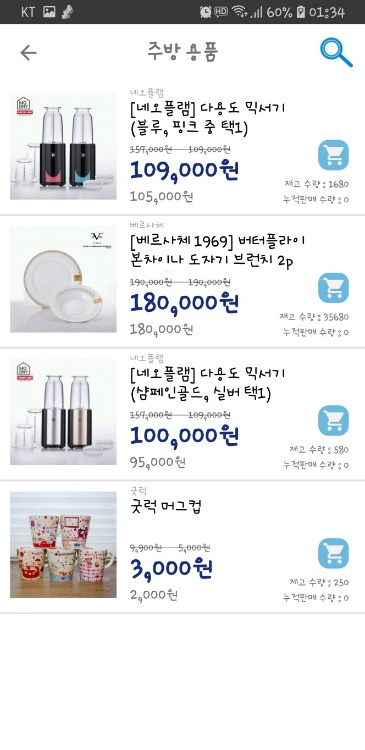 KT HD 60% 01:34
주방 용품
네오플램
[네오플램] 다용도 믹서기
(블루, 핑크 중 택1)
157,000원 109,000원
109,000원
105,000원
재고 수량 : 1680
누적판매 수량 : 0
베르사체
[베르사체 1969] 버터플라이
본차이나 도자기 브런치 2p
190,000원 190,000원
180,000원
180,000원
재고 수량 : 35680
누적판매 수량 : 0
네오플램
[네오플램] 다용도 믹서기
(샴페인골드, 실버 택1)
157,000원 109,000원
100,000원
95,000원
재고 수량 : 580
누적판매 수량 : 0
굿럭
굿럭 머그컵
9,900원 5,000원
3,000원
2,000원
재고 수량 : 250
누적판매 수량 : 0